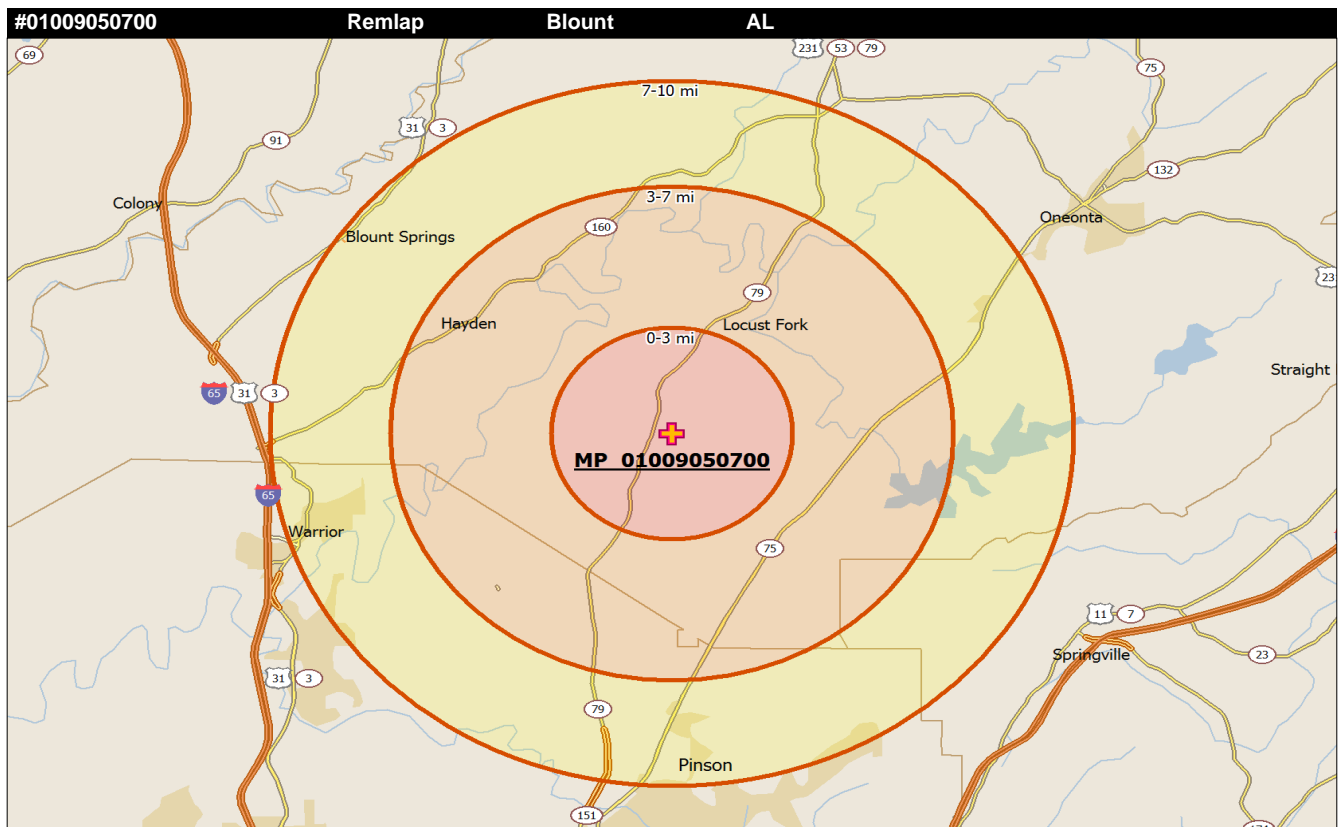 #01009050700 Remlap Blount AL
231 53 79
69
75
7-10 mi
31 3
91
132
3-7 mi
Colony
160
Oneonta
Blount Springs
23
79
Hayden
Locust Fork
0-3 mi
Straight
65 31 3
MP 01009050700
65
Warrior
75
11 7
Springville
23
31 3
79
Pinson
151